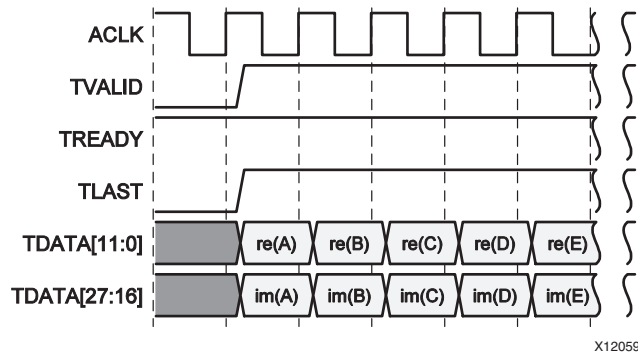 ACLK
TVALID
TREADY
TLAST
TDATA[11:0] re(A) re(B) re(C) re(D) re(E)
TDATA[27:16] im(A) im(B) im(C) im(D) im(E)
X12059